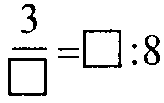 3/□ = □:8